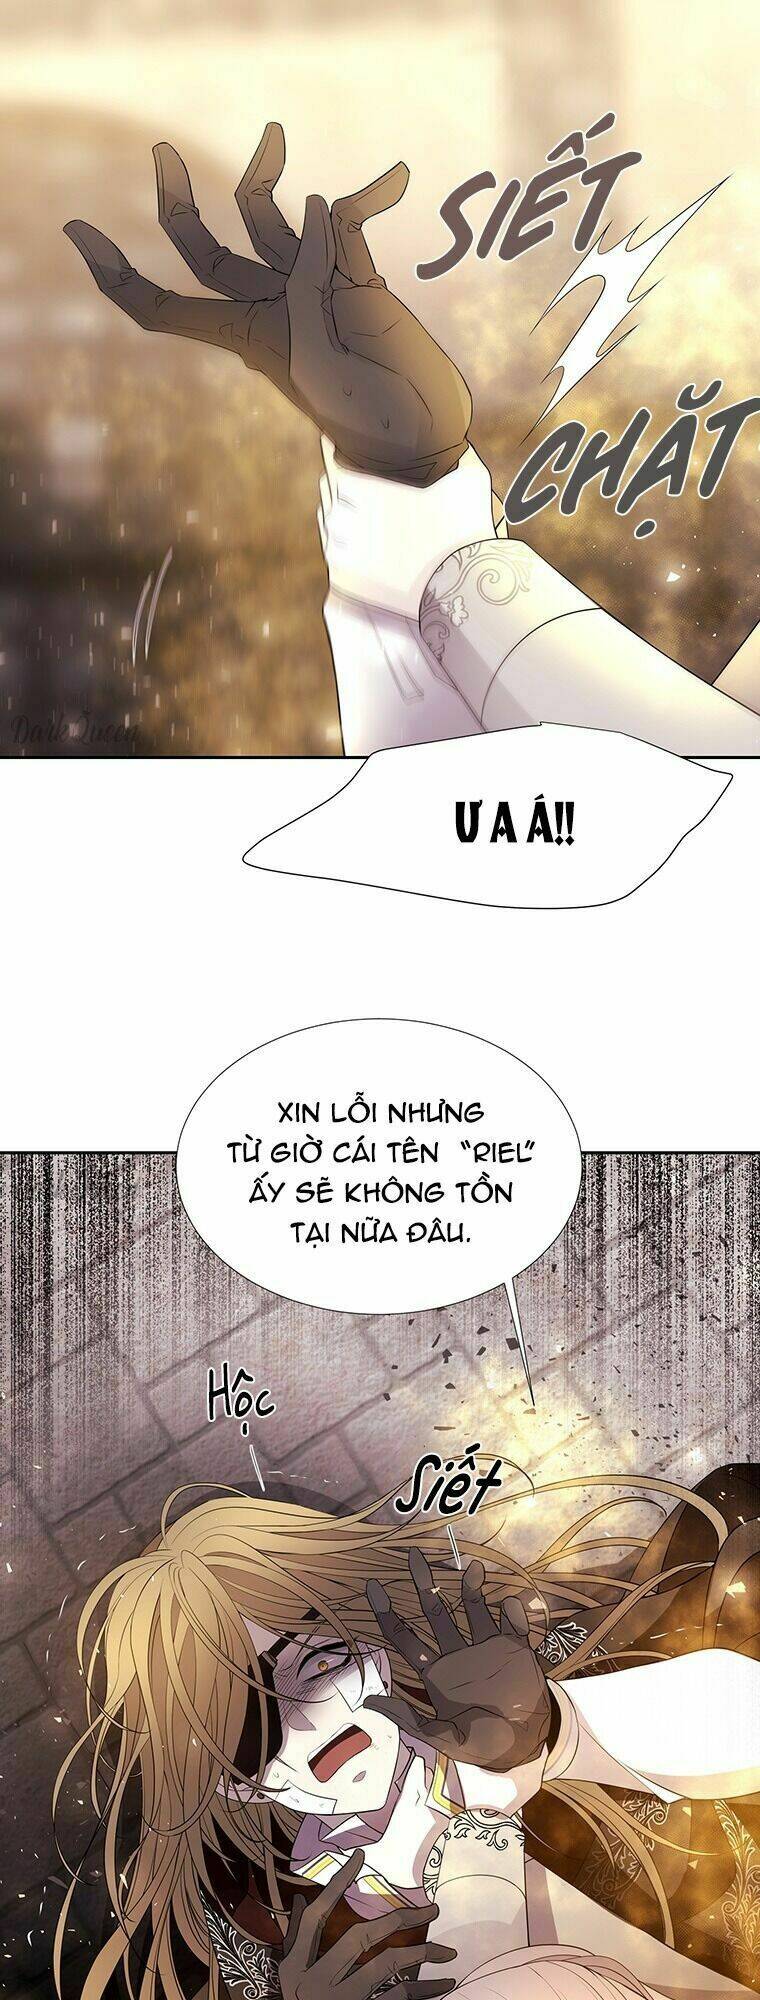 SIẾT
CHẶT
DarkQueen
ƯAÁ!!
XIN LỖI NHƯNG
TỪ GIỜ CÁI TÊN "RIEL"
ẤY SẼ KHÔNG TỒN
TẠI NỮA ĐÂU.
HỘC
SIẾT